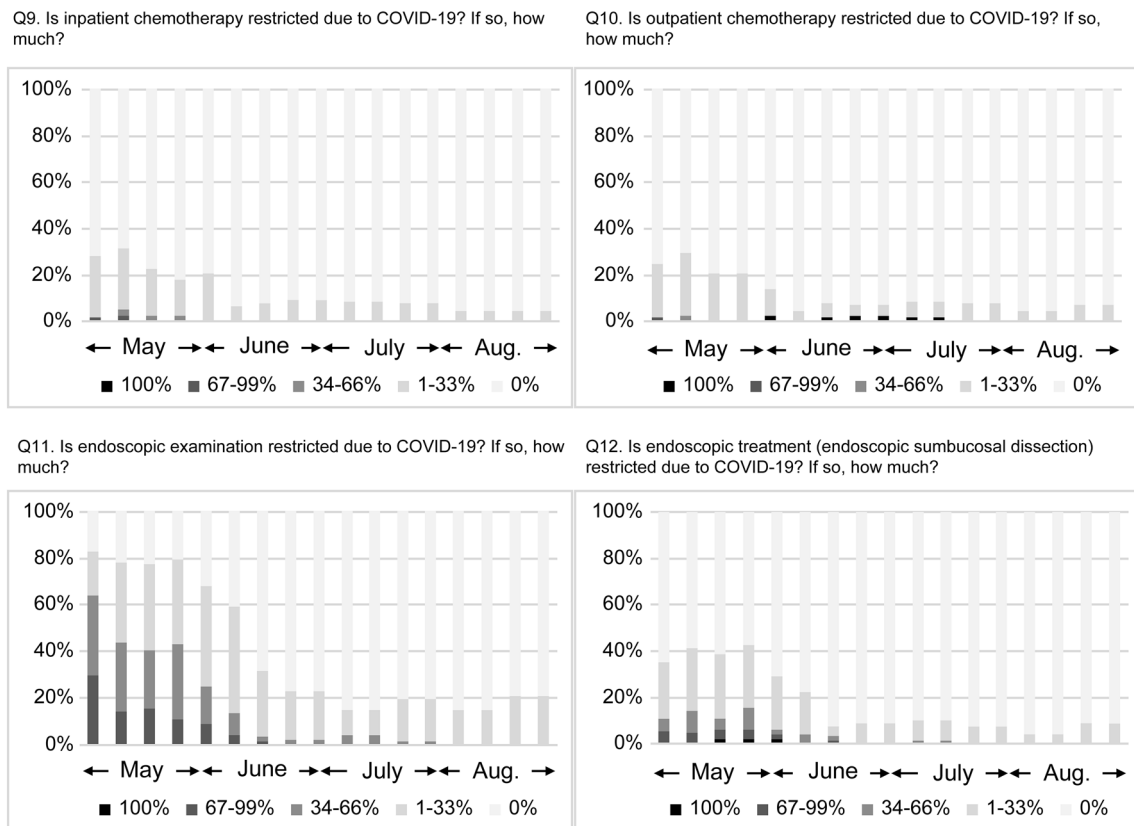 Q9. Is inpatient chemotherapy restricted due to COVID-19? If so, how
much?
100%
80%
60%
40%
20%
0%
May
June
July
Aug.
100% 67-99% 34-66% 1-33% 0%
Q10. Is outpatient chemotherapy restricted due to COVID-19? If so,
how much?
100%
80%
60%
40%
20%
0%
May
June
July
Aug.
100% 67-99% 34-66% 1-33% 0%
Q11. Is endoscopic examination restricted due to COVID-19? If so, how
much?
100%
80%
60%
40%
20%
0%
May
June
July
Aug.
100% 67-99% 34-66% 1-33% 0%
Q12. Is endoscopic treatment (endoscopic sumbucosal dissection)
restricted due to COVID-19? If so, how much?
100%
80%
60%
40%
20%
0%
May
June
July
Aug.
100% 67-99% 34-66% 1-33% 0%